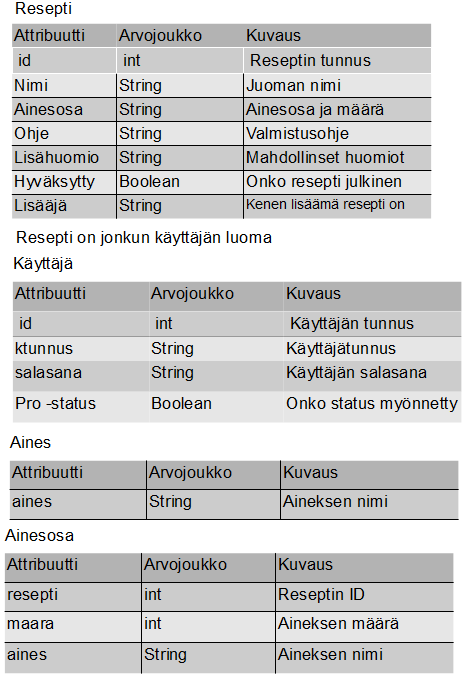 Resepti
Attribuutti Arvojoukko Kuvaus
id int Reseptin tunnus
Nimi String Juoman nimi
Ainesosa String Ainesosa ja määrä
Ohje String Valmistusohje
Lisähuomio String Mahdollinset huomiot
Hyväksytty Boolean Onko resepti julkinen
Lisääjä String Kenen lisäämä resepti on
Resepti on jonkun käyttäjän luoma
Käyttäjä
Attribuutti Arvojoukko Kuvaus
id int Käyttäjän tunnus
ktunnus String Käyttäjätunnus
salasana String Käyttäjän salasana
Pro -status Boolean Onko status myönnetty
Aines
Attribuutti Arvojoukko Kuvaus
aines String Aineksen nimi
Ainesosa
Attribuutti Arvojoukko Kuvaus
resepti int Reseptin ID
maara int Aineksen määrä
aines String Aineksen nimi